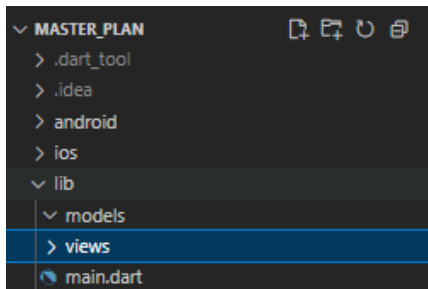 MASTER_PLAN
.dart_tool
.idea
android
ios
lib
models
views
main.dart